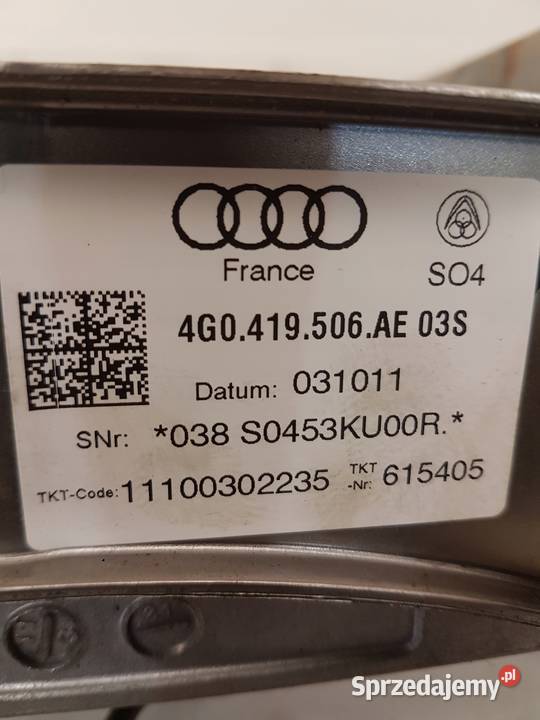 France
SO4
4G0.419.506.AE 03S
Datum: 031011
SNr: *038 S0453KU00R.*
TKT-Code: 11100302235 TKT -Nr: 615405
Sprzedajemy.pl